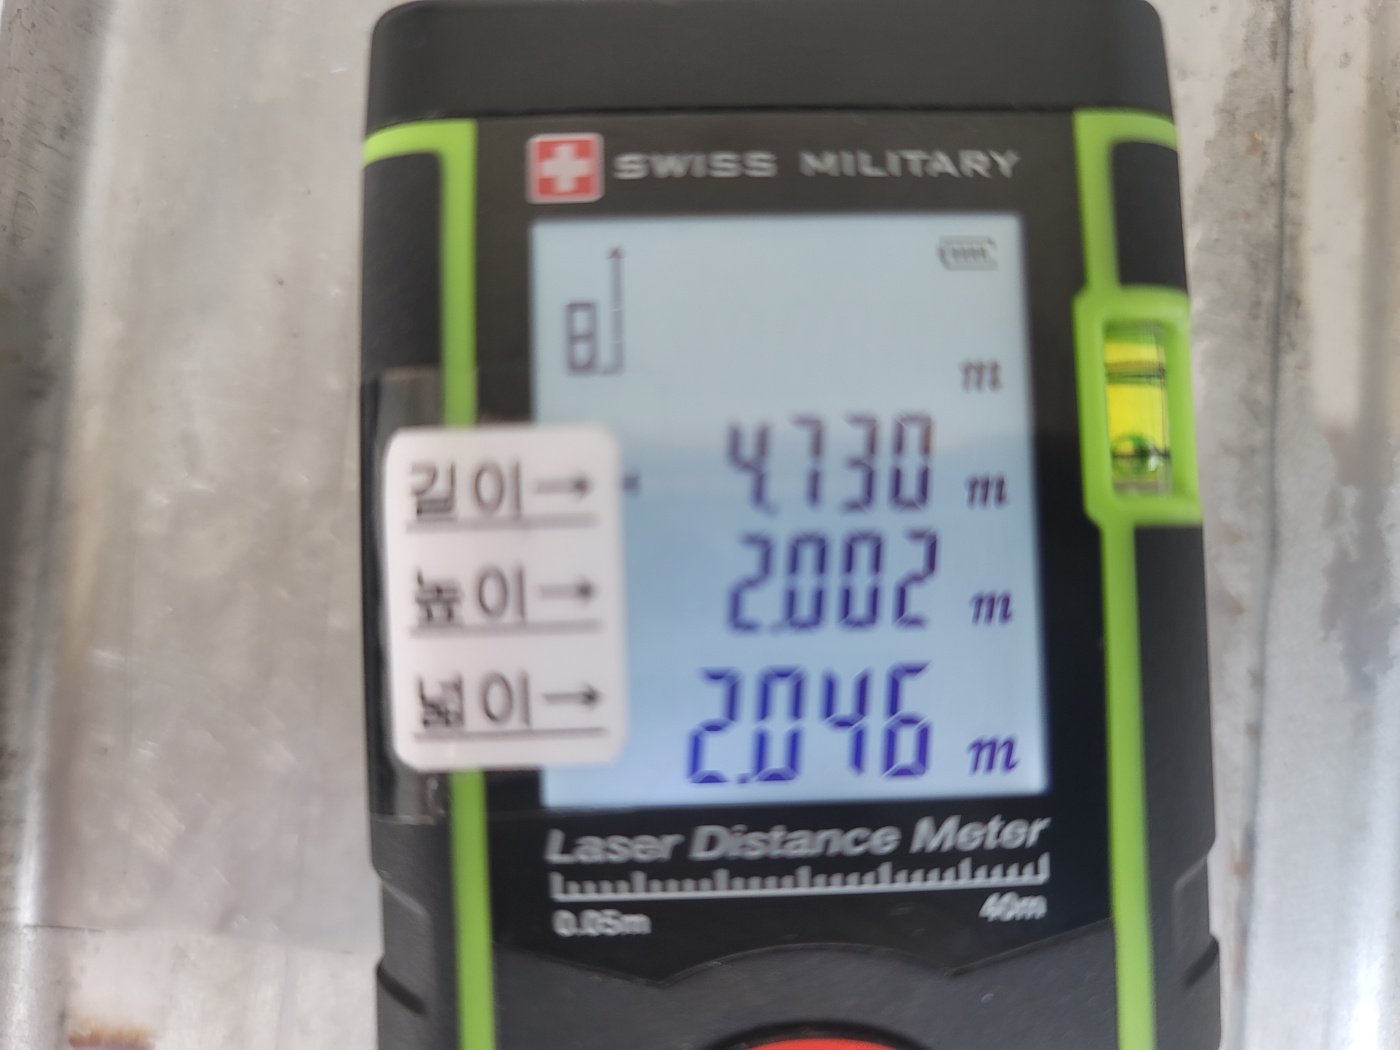 SWISS MILITARY
m
길이→ 4.730 m
높이→ 2.002 m
넓이→ 2.046 m
Laser Distance Meter
0.05m 40m